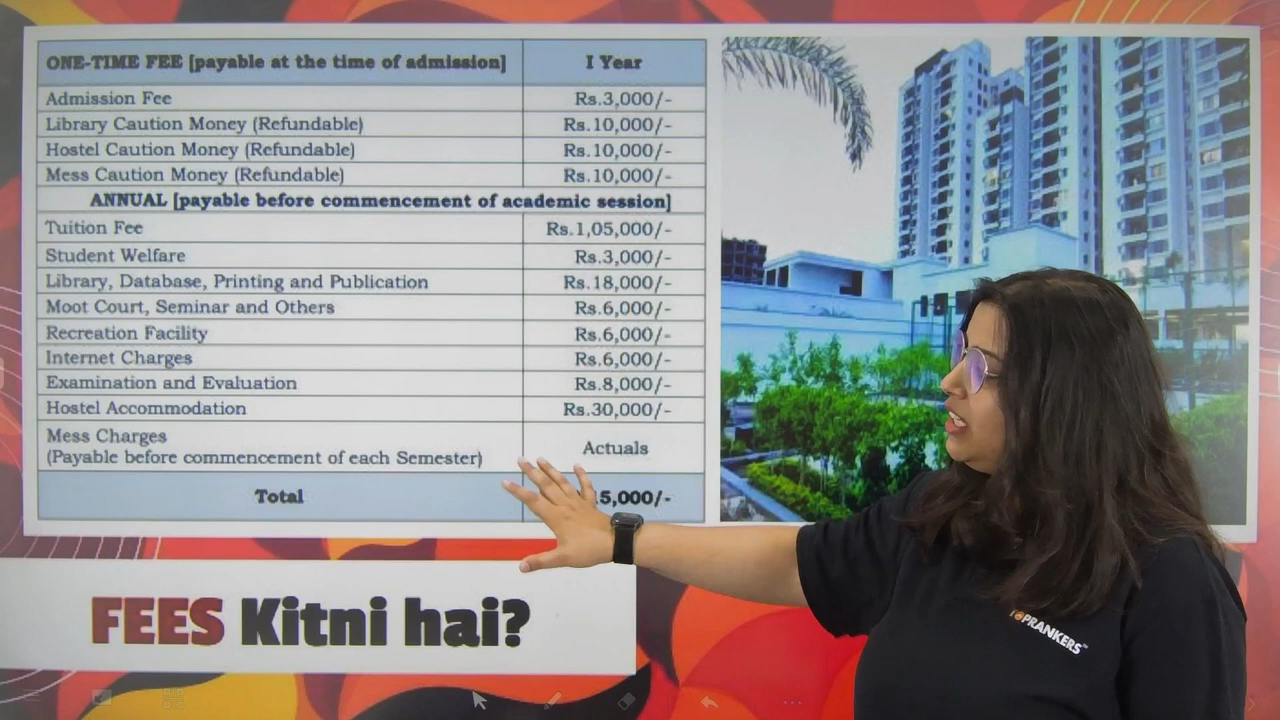 ONE-TIME FEE [payable at the time of admission] I Year
Admission Fee Rs.3,000/-
Library Caution Money (Refundable) Rs.10,000/-
Hostel Caution Money (Refundable) Rs.10,000/-
Mess Caution Money (Refundable) Rs.10,000/-
ANNUAL [payable before commencement of academic session]
Tuition Fee Rs.1,05,000/-
Student Welfare Rs.3,000/-
Library, Database, Printing and Publication Rs.18,000/-
Moot Court, Seminar and Others Rs.6,000/-
Recreation Facility Rs.6,000/-
Internet Charges Rs.6,000/-
Examination and Evaluation Rs.8,000/-
Hostel Accommodation Rs.30,000/-
Mess Charges
(Payable before commencement of each Semester) Actuals
Total 15,000/-
FEES Kitni hai?
TOPRANKERS